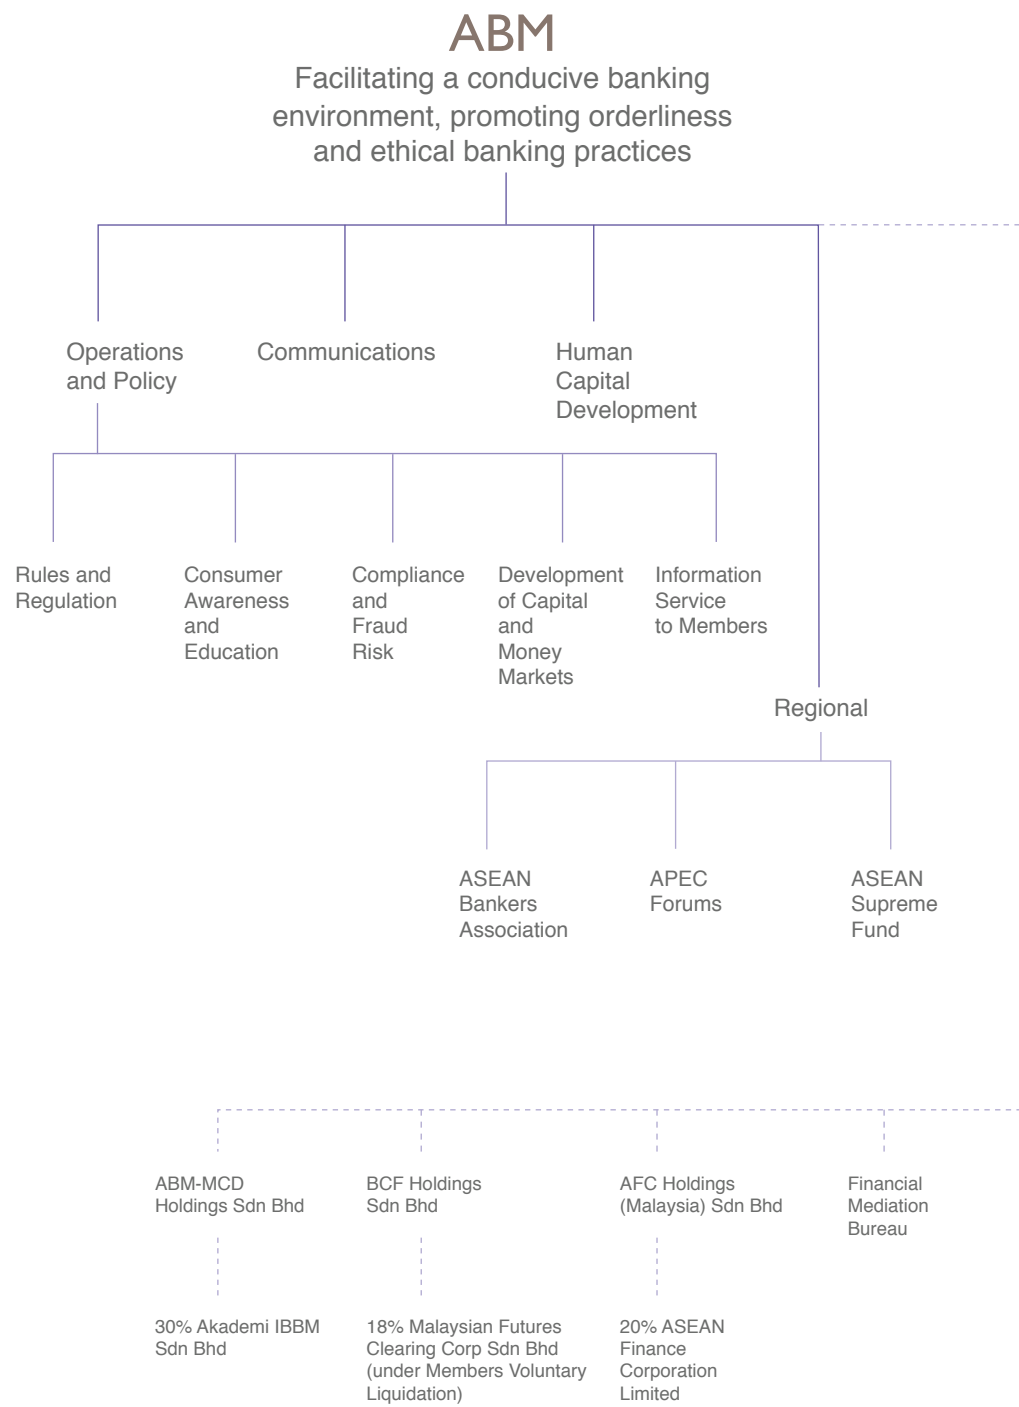 ABM
Facilitating a conducive banking
environment, promoting orderliness
and ethical banking practices
Operations
and Policy
Communications
Human
Capital
Development
Rules and
Regulation
Consumer
Awareness
and
Education
Compliance
and
Fraud
Risk
Development
of Capital
and
Money
Markets
Information
Service
to Members
Regional
ASEAN
Bankers
Association
APEC
Forums
ASEAN
Supreme
Fund
ABM-MCD
Holdings Sdn Bhd
BCF Holdings
Sdn Bhd
AFC Holdings
(Malaysia) Sdn Bhd
Financial
Mediation
Bureau
30% Akademi IBBM
Sdn Bhd
18% Malaysian Futures
Clearing Corp Sdn Bhd
(under Members Voluntary
Liquidation)
20% ASEAN
Finance
Corporation
Limited